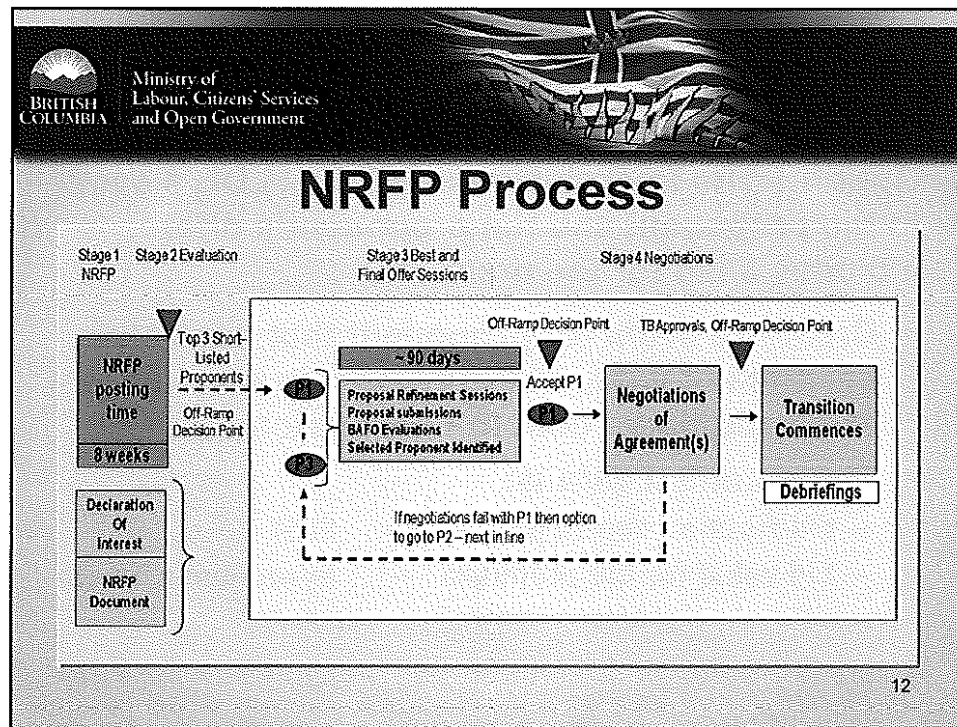 BRITISH
COLUMBIA
Ministry of
Labour, Citizens' Services
and Open Government
NRFP Process
Stage 1
NRFP
Stage 2 Evaluation
Stage 3 Best and
Final Offer Sessions
Stage 4 Negotiations
NRFP
posting
time
8 weeks
Top 3 Short-
Listed
Proponents
Off-Ramp
Decision Point
Declaration
Of
Interest
NRFP
Document
P1
P3
~90 days
Proposal Refinement Sessions
Proposal submissions
BAFO Evaluations
Selected Proponent Identified
Off-Ramp Decision Point
Accept P1
P1
TB Approvals, Off-Ramp Decision Point
Negotiations
of
Agreement(s)
Transition
Commences
Debriefings
If negotiations fail with P1 then option
to go to P2 – next in line
12